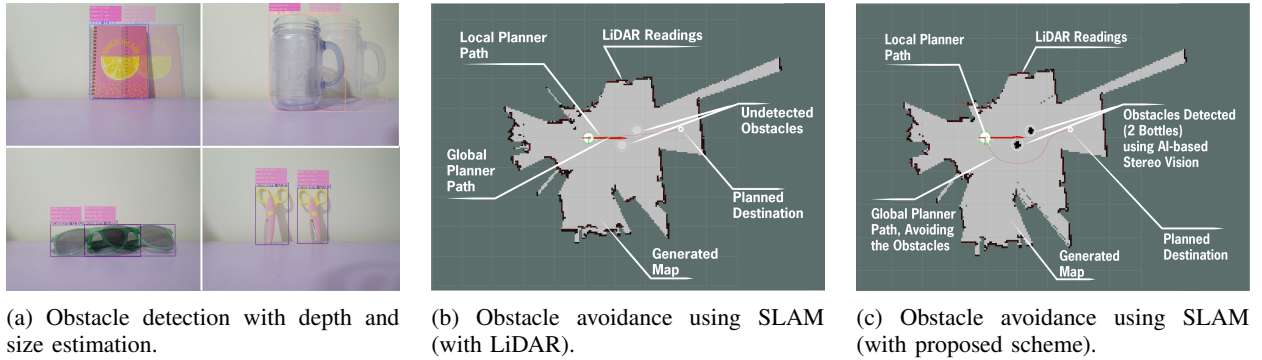 Local Planner
Path
LiDAR Readings
Undetected
Obstacles
Global
Planner
Path
Planned
Destination
Generated
Map
Local Planner
Path
LiDAR Readings
Obstacles Detected
(2 Bottles)
using AI-based
Stereo Vision
Global Planner
Path, Avoiding
the Obstacles
Planned
Destination
Generated
Map
(a) Obstacle detection with depth and
size estimation.
(b) Obstacle avoidance using SLAM
(with LiDAR).
(c) Obstacle avoidance using SLAM
(with proposed scheme).